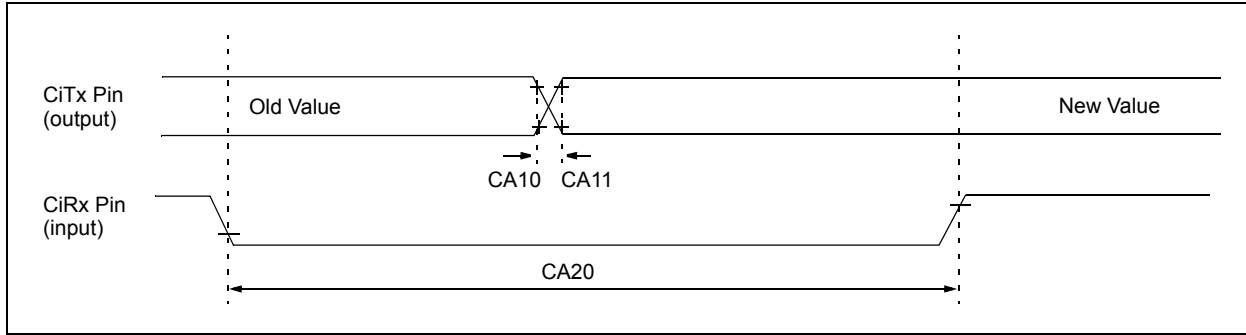 CiTx Pin
(output)
Old Value
New Value
CA10 CA11
CiRx Pin
(input)
CA20